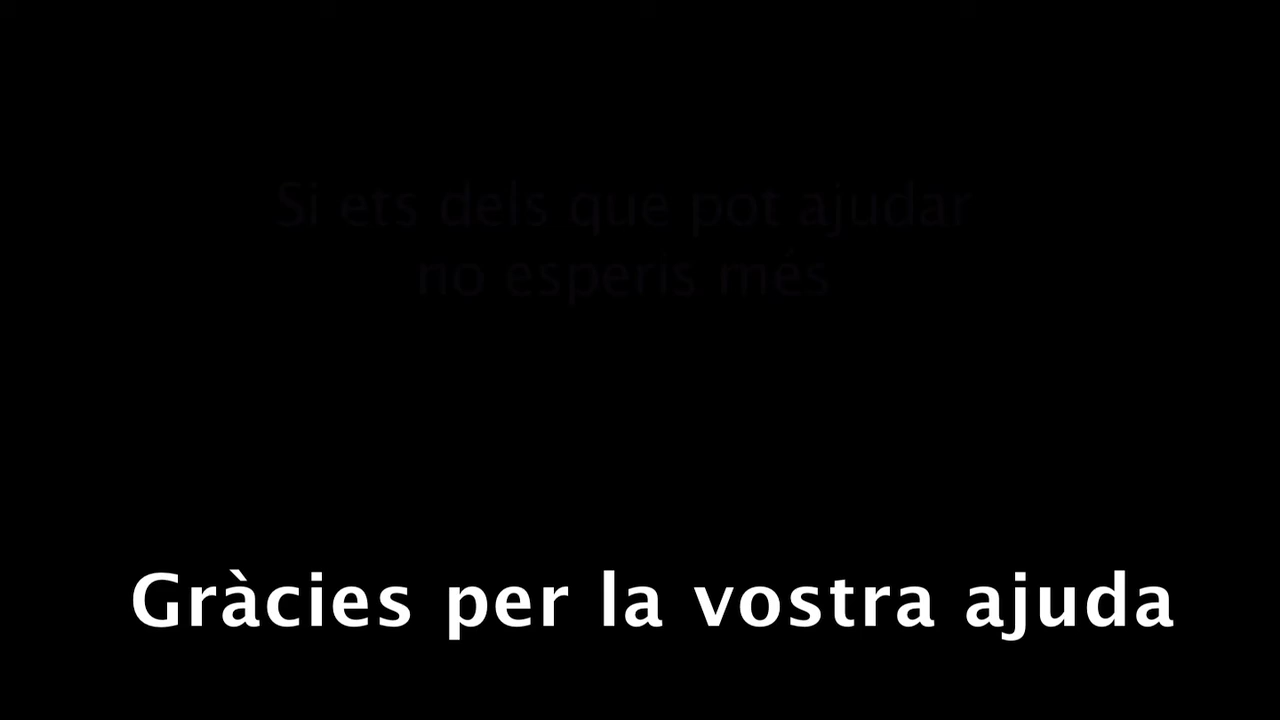 Si ets dels que pot ajudar
no esperis més
Gràcies per la vostra ajuda